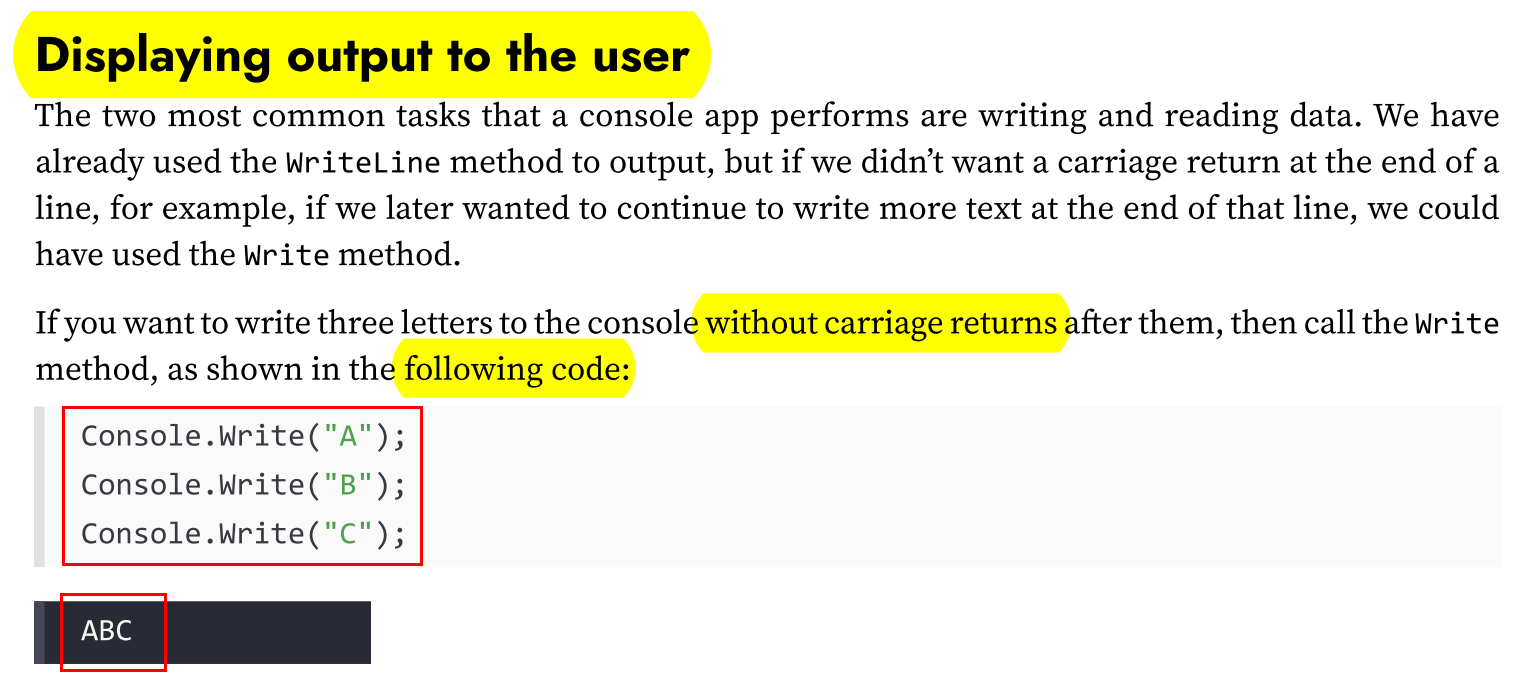 Displaying output to the user
The two most common tasks that a console app performs are writing and reading data. We have
already used the WriteLine method to output, but if we didn’t want a carriage return at the end of a
line, for example, if we later wanted to continue to write more text at the end of that line, we could
have used the Write method.
If you want to write three letters to the console without carriage returns after them, then call the Write
method, as shown in the following code:
Console.Write("A");
Console.Write("B");
Console.Write("C");
ABC